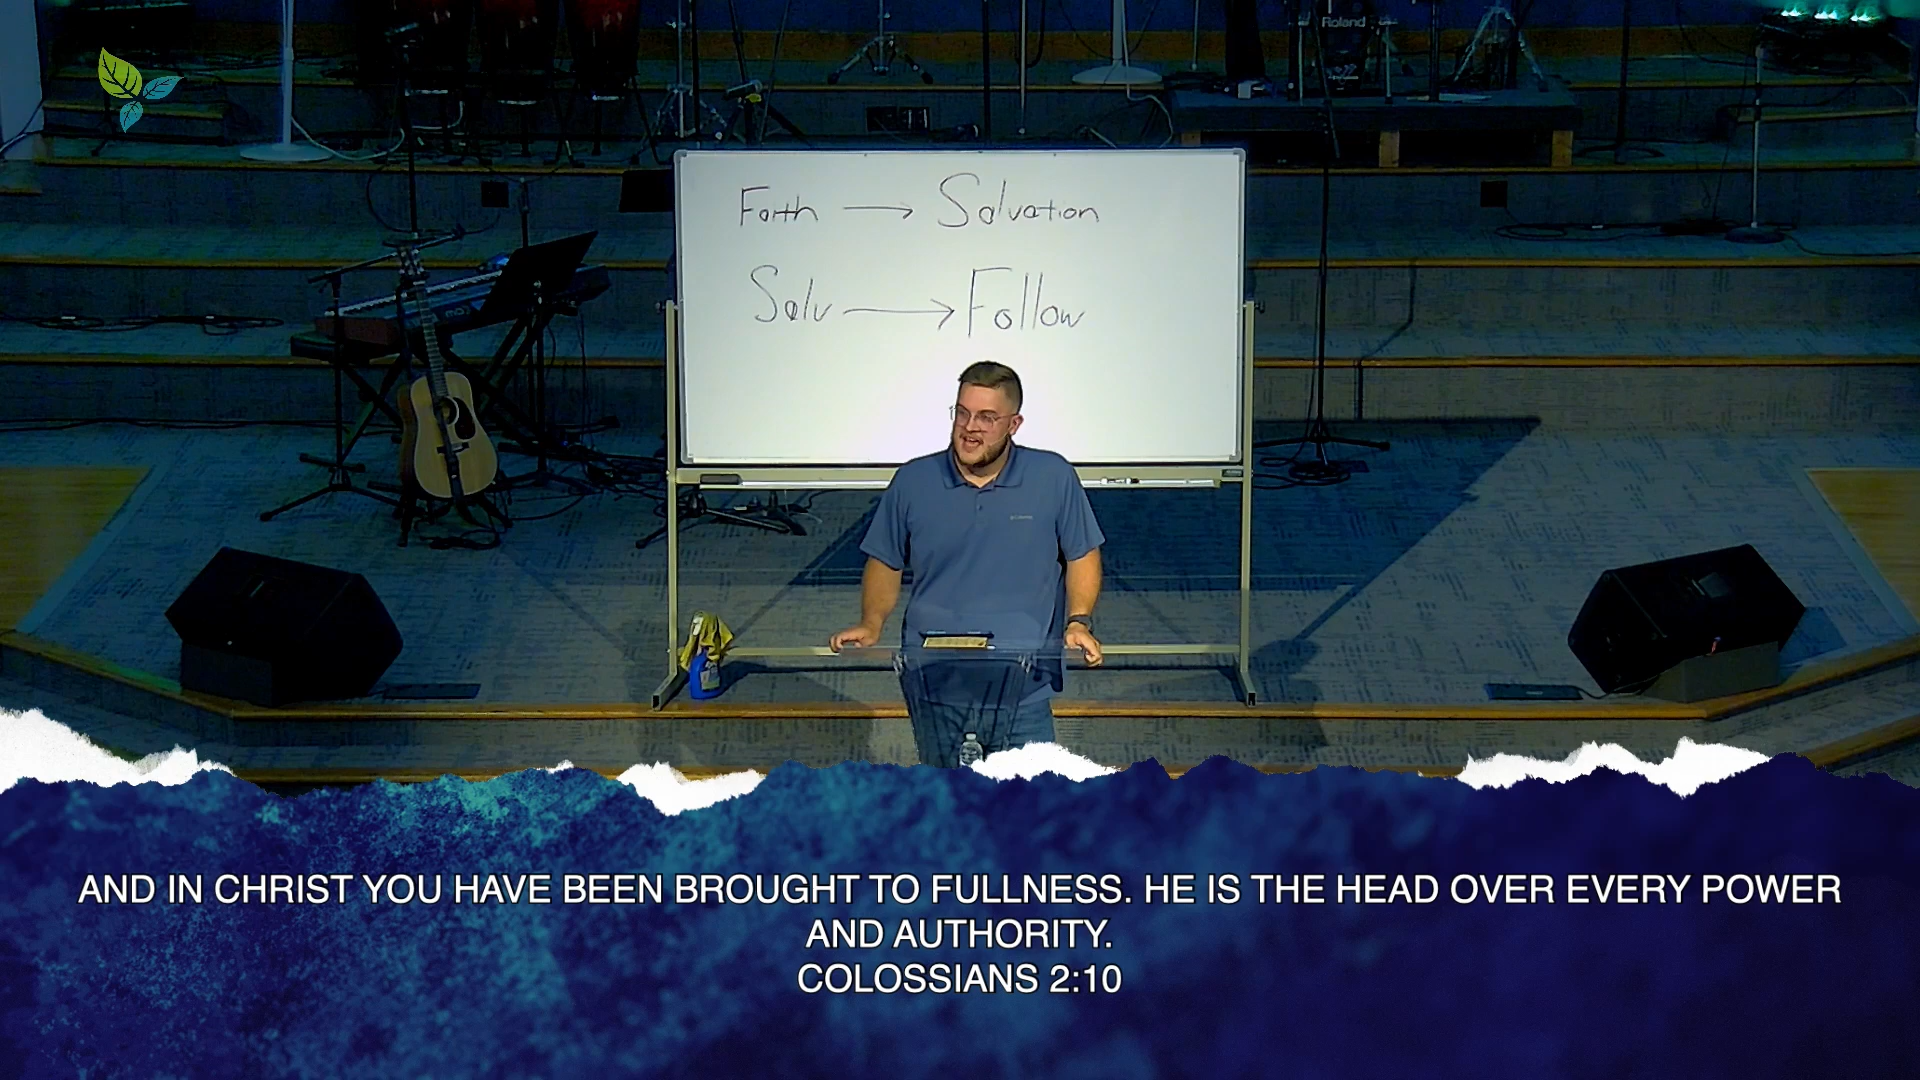 Roland
Faith → Salvation
Salv → Follow
AND IN CHRIST YOU HAVE BEEN BROUGHT TO FULLNESS. HE IS THE HEAD OVER EVERY POWER
AND AUTHORITY.
COLOSSIANS 2:10